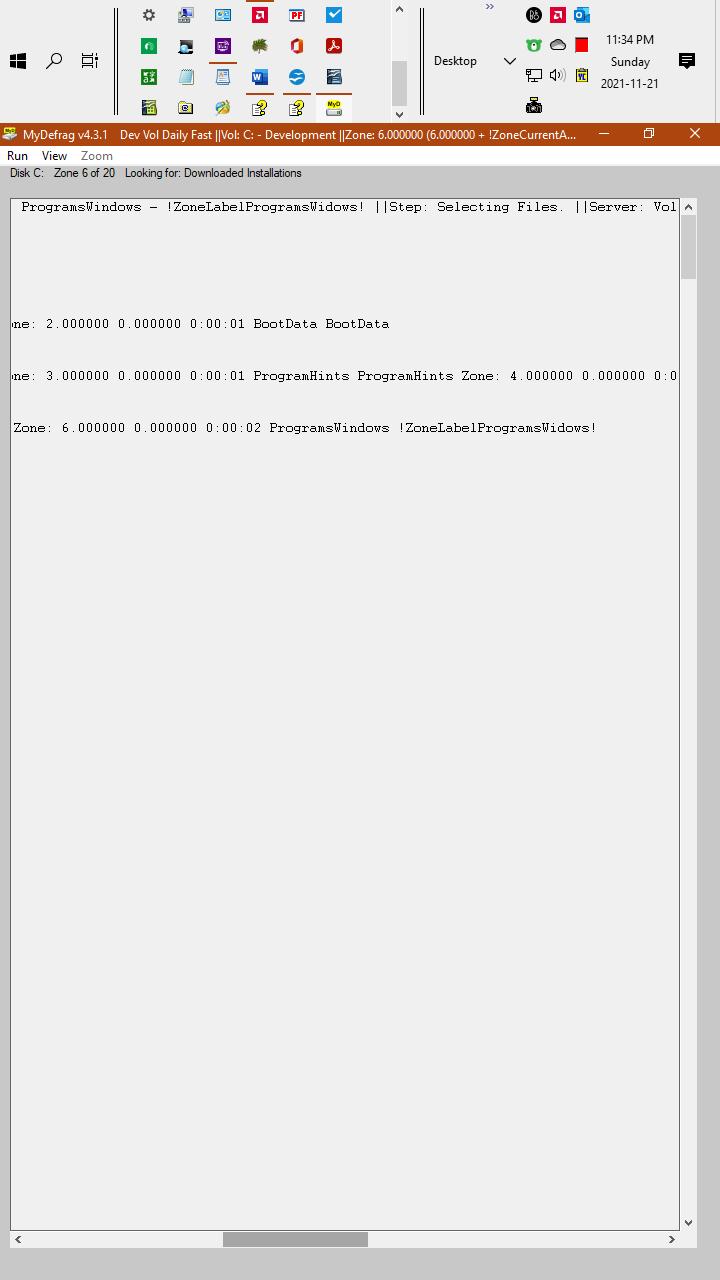 11:34 PM
Desktop
Sunday
2021-11-21
MyDefrag v4.3.1 Dev Vol Daily Fast ||Vol: C: - Development ||Zone: 6.000000 (6.000000 + !ZoneCurrentA...
Run View Zoom
Disk C: Zone 6 of 20 Looking for: Downloaded Installations
ProgramsWindows - !ZoneLabelProgramsWidows! ||Step: Selecting Files. ||Server: Vol
ne: 2.000000 0.000000 0:00:01 BootData BootData
ne: 3.000000 0.000000 0:00:01 ProgramHints ProgramHints Zone: 4.000000 0.000000 0:0
Zone: 6.000000 0.000000 0:00:02 ProgramsWindows !ZoneLabelProgramsWidows!